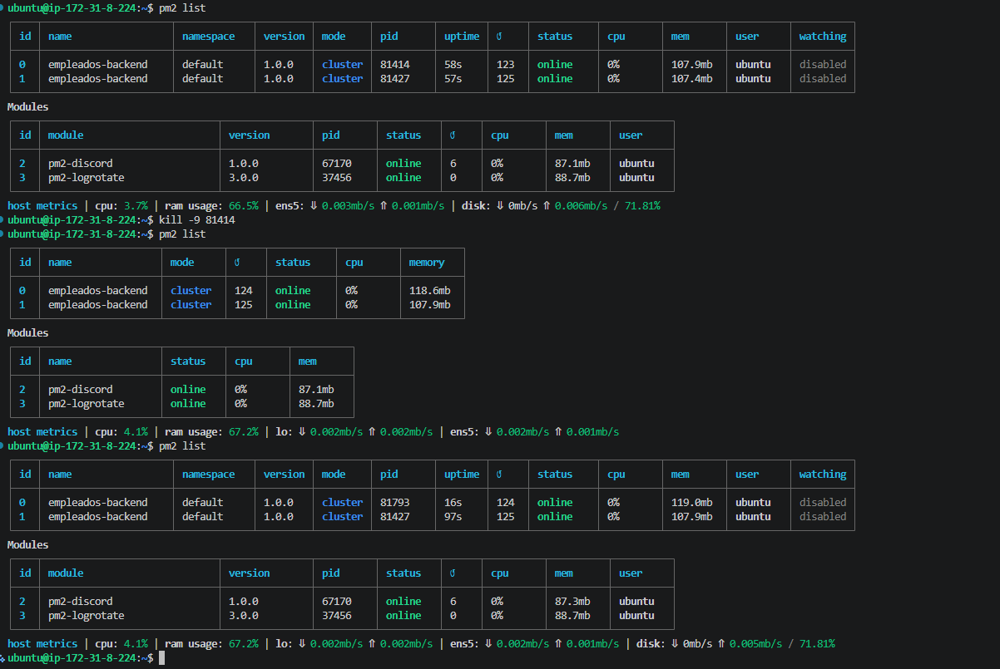 ubuntu@ip-172-31-8-224:~$ pm2 list
id name namespace version mode pid uptime ↺ status cpu mem user watching
0 empleados-backend default 1.0.0 cluster 81414 58s 123 online 0% 107.9mb ubuntu disabled
1 empleados-backend default 1.0.0 cluster 81427 57s 125 online 0% 107.4mb ubuntu disabled
Modules
id module version pid status ↺ cpu mem user
2 pm2-discord 1.0.0 67170 online 6 0% 87.1mb ubuntu
3 pm2-logrotate 3.0.0 37456 online 0 0% 88.7mb ubuntu
host metrics | cpu: 3.7% | ram usage: 66.5% | ens5: ⇓ 0.003mb/s ⇑ 0.001mb/s | disk: ⇓ 0mb/s ⇑ 0.006mb/s / 71.81%
ubuntu@ip-172-31-8-224:~$ kill -9 81414
ubuntu@ip-172-31-8-224:~$ pm2 list
id name mode ↺ status cpu memory
0 empleados-backend cluster 124 online 0% 118.6mb
1 empleados-backend cluster 125 online 0% 107.9mb
Modules
id name status cpu mem
2 pm2-discord online 0% 87.1mb
3 pm2-logrotate online 0% 88.7mb
host metrics | cpu: 4.1% | ram usage: 67.2% | lo: ⇓ 0.002mb/s ⇑ 0.002mb/s | ens5: ⇓ 0.002mb/s ⇑ 0.001mb/s
ubuntu@ip-172-31-8-224:~$ pm2 list
id name namespace version mode pid uptime ↺ status cpu mem user watching
0 empleados-backend default 1.0.0 cluster 81793 16s 124 online 0% 119.0mb ubuntu disabled
1 empleados-backend default 1.0.0 cluster 81427 97s 125 online 0% 107.9mb ubuntu disabled
Modules
id module version pid status ↺ cpu mem user
2 pm2-discord 1.0.0 67170 online 6 0% 87.3mb ubuntu
3 pm2-logrotate 3.0.0 37456 online 0 0% 88.7mb ubuntu
host metrics | cpu: 4.1% | ram usage: 67.2% | lo: ⇓ 0.002mb/s ⇑ 0.002mb/s | ens5: ⇓ 0.002mb/s ⇑ 0.001mb/s | disk: ⇓ 0mb/s ⇑ 0.005mb/s / 71.81%
ubuntu@ip-172-31-8-224:~$